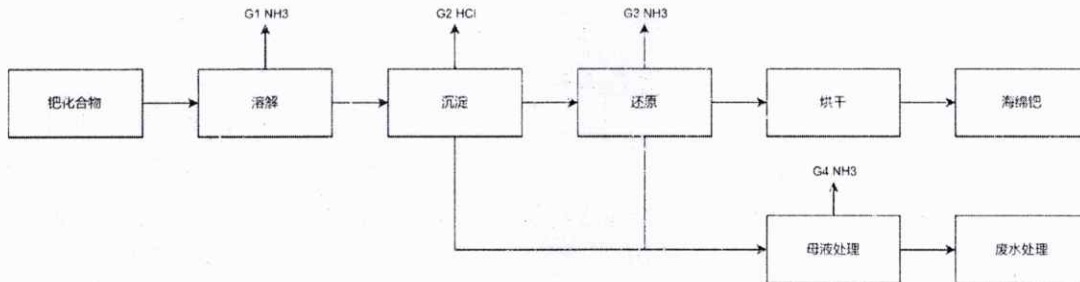 G1 NH3
G2 HCl
G3 NH3
钯化合物
溶解
沉淀
还原
烘干
海绵钯
G4 NH3
母液处理
废水处理